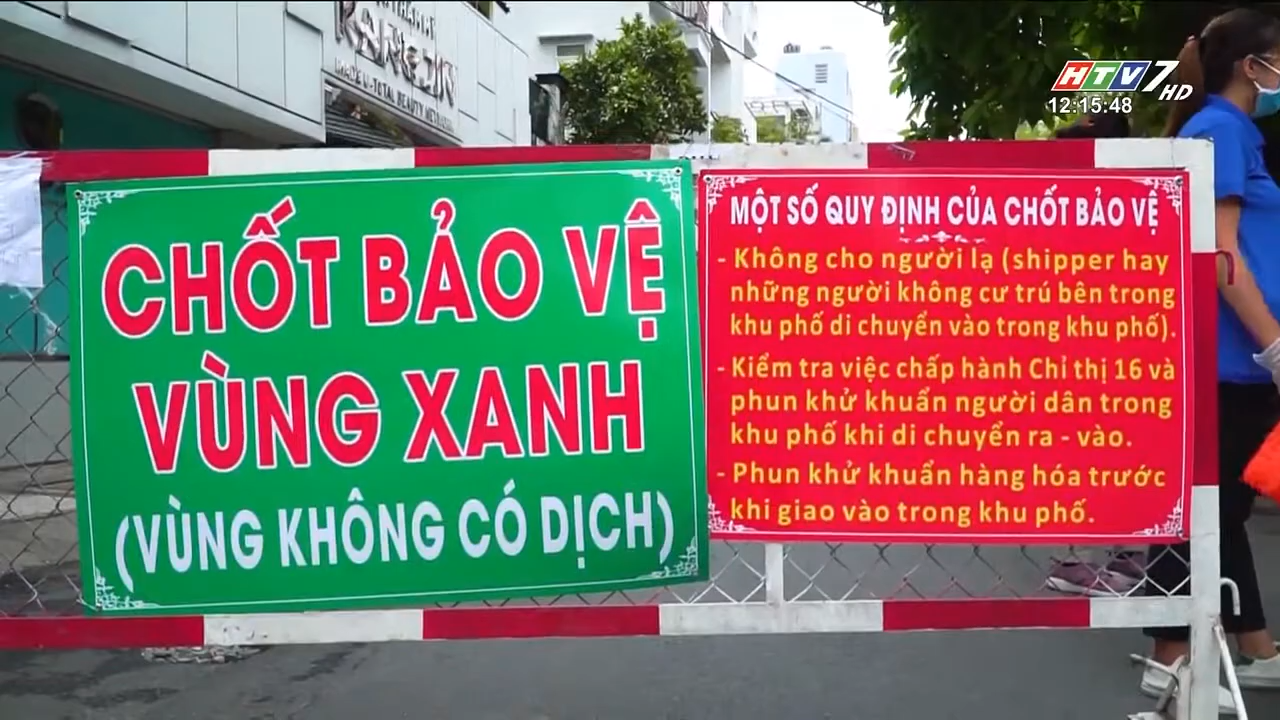 HTV7 HD
12:15:48
CHỐT BẢO VỆ
VÙNG XANH
(VÙNG KHÔNG CÓ DỊCH)
MỘT SỐ QUY ĐỊNH CỦA CHỐT BẢO VỆ
- Không cho người lạ (shipper hay
những người không cư trú bên trong
khu phố di chuyển vào trong khu phố).
- Kiểm tra việc chấp hành Chỉ thị 16 và
phun khử khuẩn người dân trong
khu phố khi di chuyển ra - vào.
- Phun khử khuẩn hàng hóa trước
khi giao vào trong khu phố.